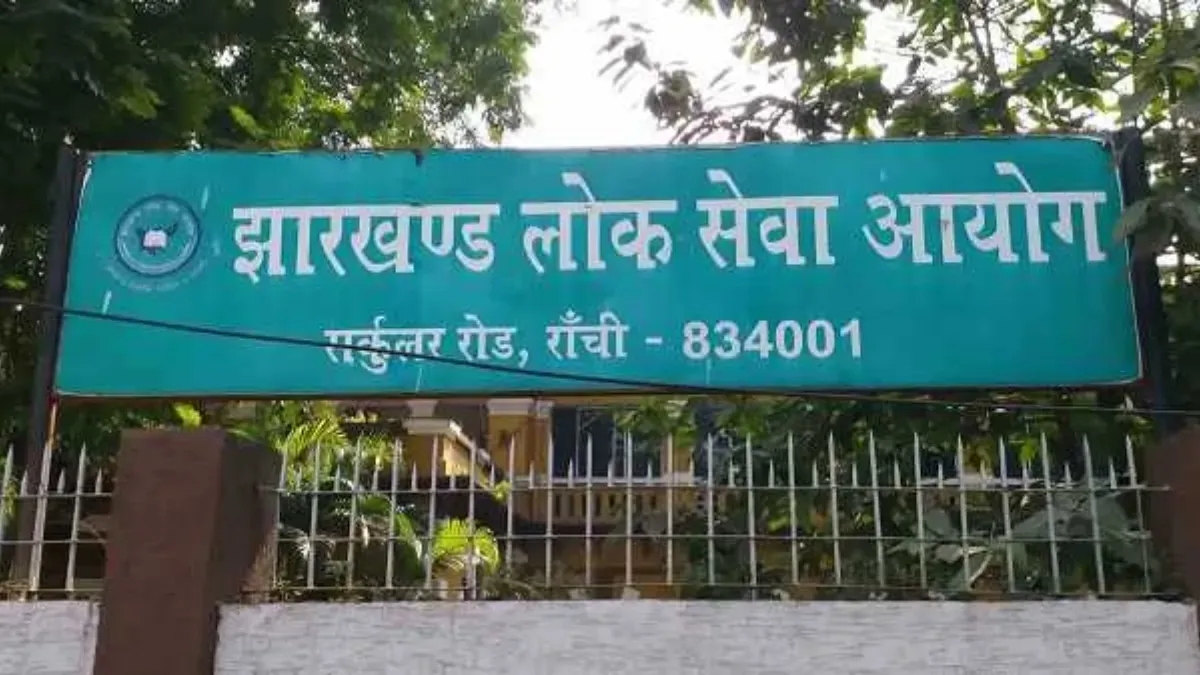 झारखण्ड लोक सेवा आयोग
सर्कुलर रोड, राँची - 834001